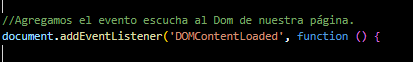 //Agregamos el evento escucha al Dom de nuestra página.
document.addEventListener('DOMContentLoaded', function () {